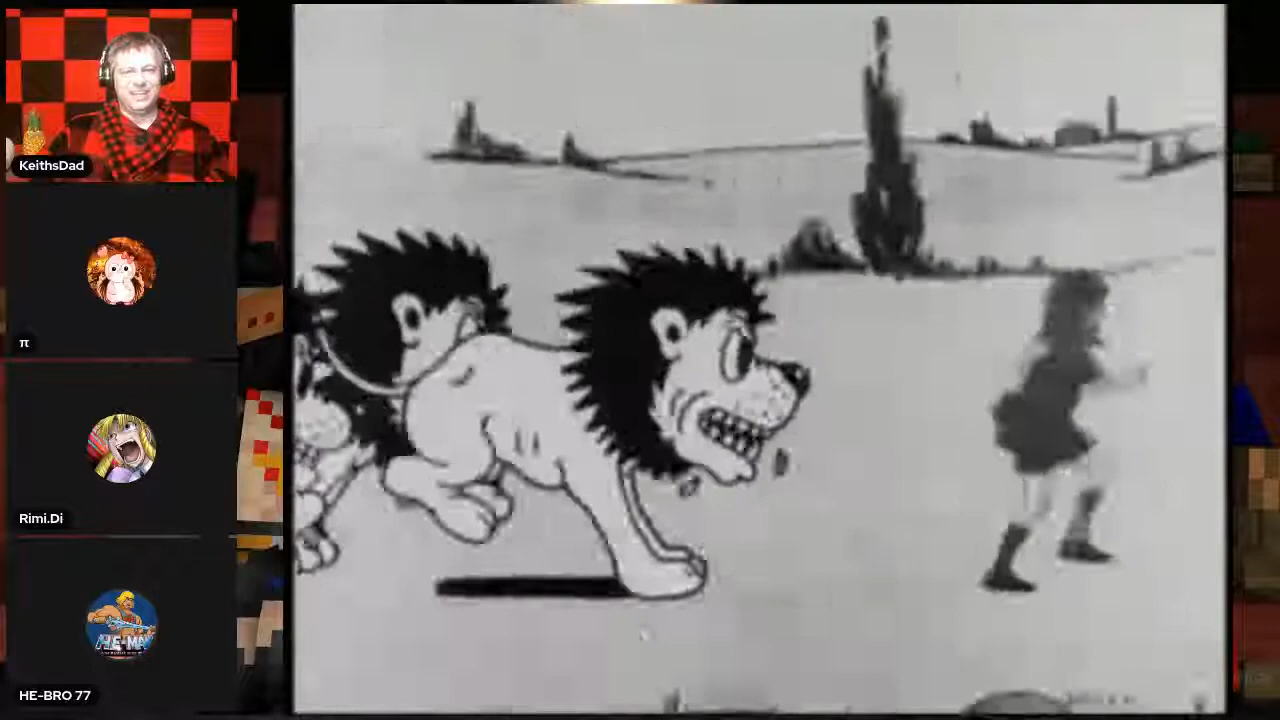 KeithsDad
π
Rimi.Di
HE-MAN
HE-BRO 77